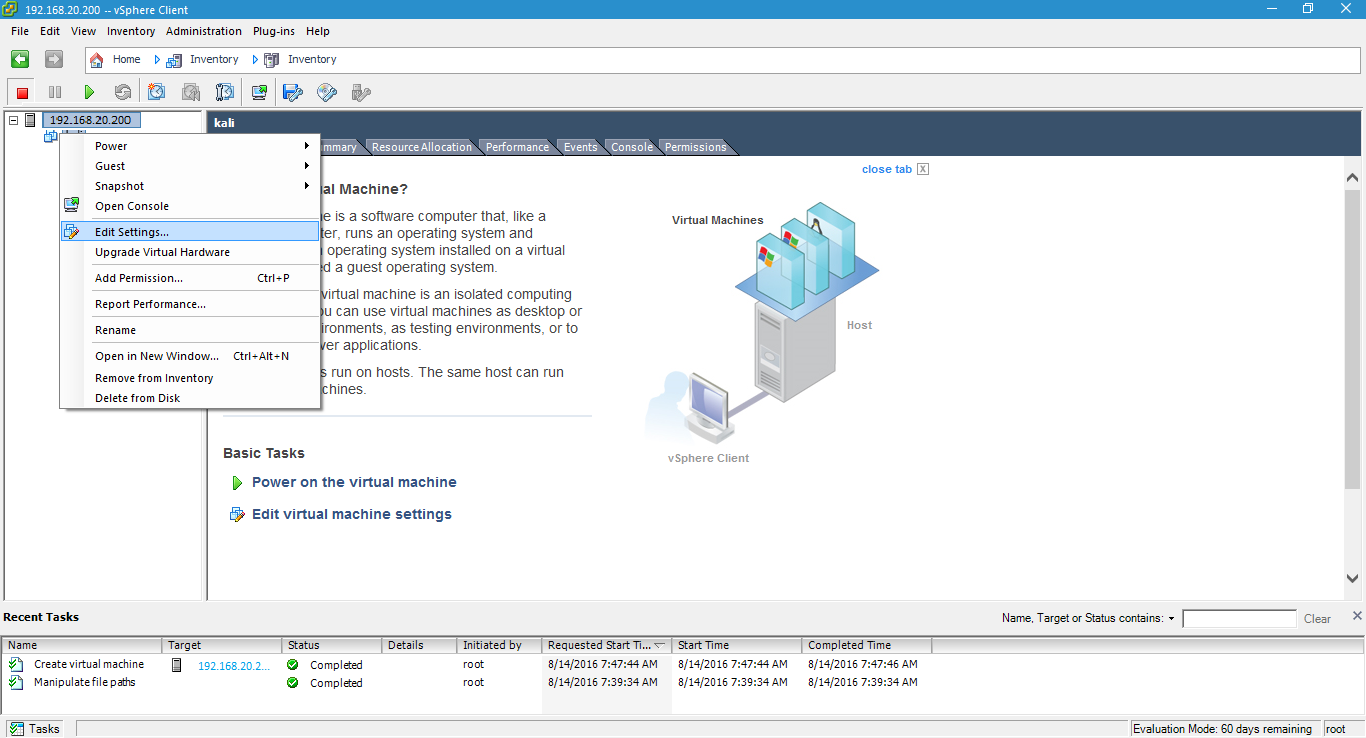 192.168.20.200 -- vSphere Client
File Edit View Inventory Administration Plug-ins Help
Home Inventory Inventory
192.168.20.200
kali
Resource Allocation Performance Events Console Permissions
close tab X
Power
Guest
Snapshot
Open Console
Edit Settings...
Upgrade Virtual Hardware
Add Permission... Ctrl+P
Report Performance...
Rename
Open in New Window... Ctrl+Alt+N
Remove from Inventory
Delete from Disk
Machine?
is a software computer that, like a
runs an operating system and
operating system installed on a virtual
a guest operating system.
virtual machine is an isolated computing
can use virtual machines as desktop or
as testing environments, or to
applications.
run on hosts. The same host can run
Virtual Machines
Host
vSphere Client
Basic Tasks
Power on the virtual machine
Edit virtual machine settings
Recent Tasks
Name, Target or Status contains: Clear
Name Target Status Details Initiated by Requested Start Ti... Start Time Completed Time
Create virtual machine 192.168.20.2... Completed root 8/14/2016 7:47:44 AM 8/14/2016 7:47:44 AM 8/14/2016 7:47:46 AM
Manipulate file paths Completed root 8/14/2016 7:39:34 AM 8/14/2016 7:39:34 AM 8/14/2016 7:39:34 AM
Tasks Evaluation Mode: 60 days remaining root